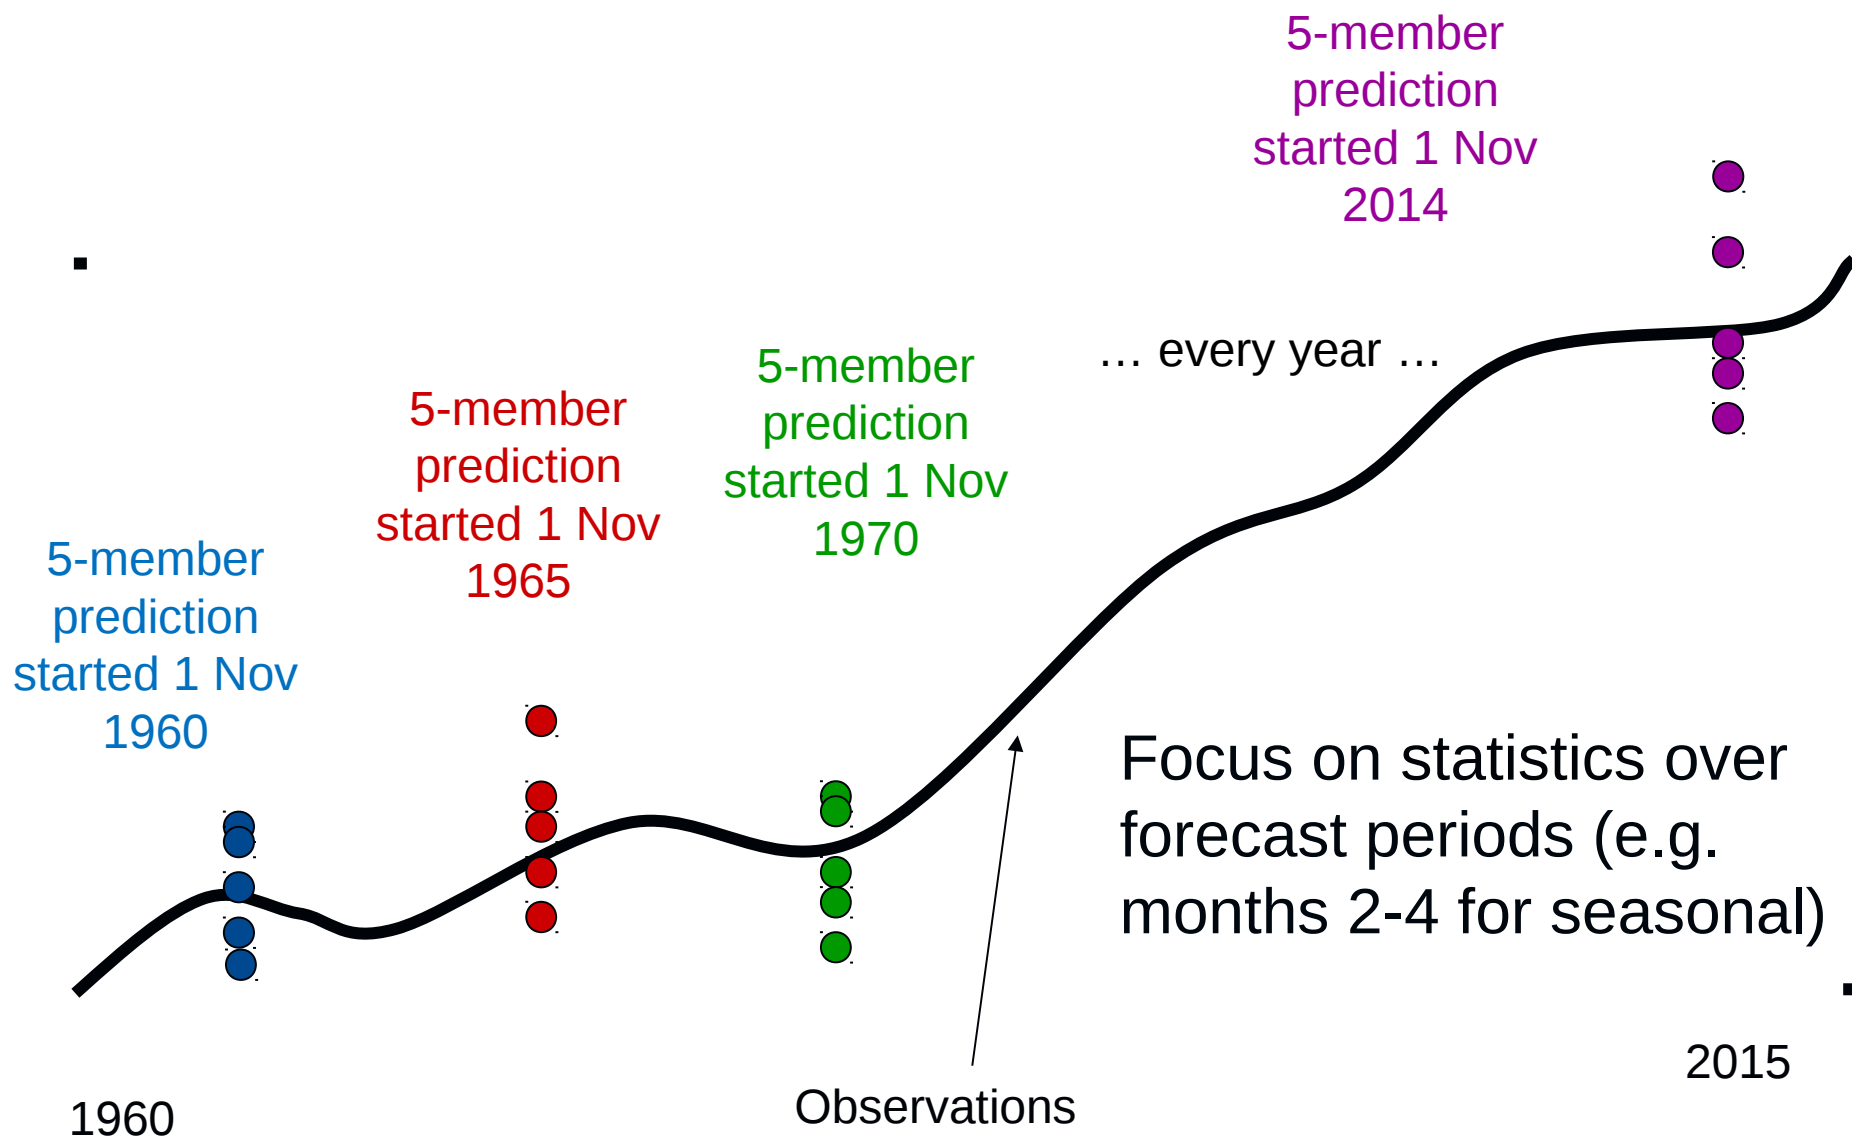 5-member
prediction
started 1 Nov
2014
… every year …
5-member
prediction
started 1 Nov
1970
5-member
prediction
started 1 Nov
1965
5-member
prediction
started 1 Nov
1960
Focus on statistics over
forecast periods (e.g.
months 2-4 for seasonal)
2015
Observations
1960